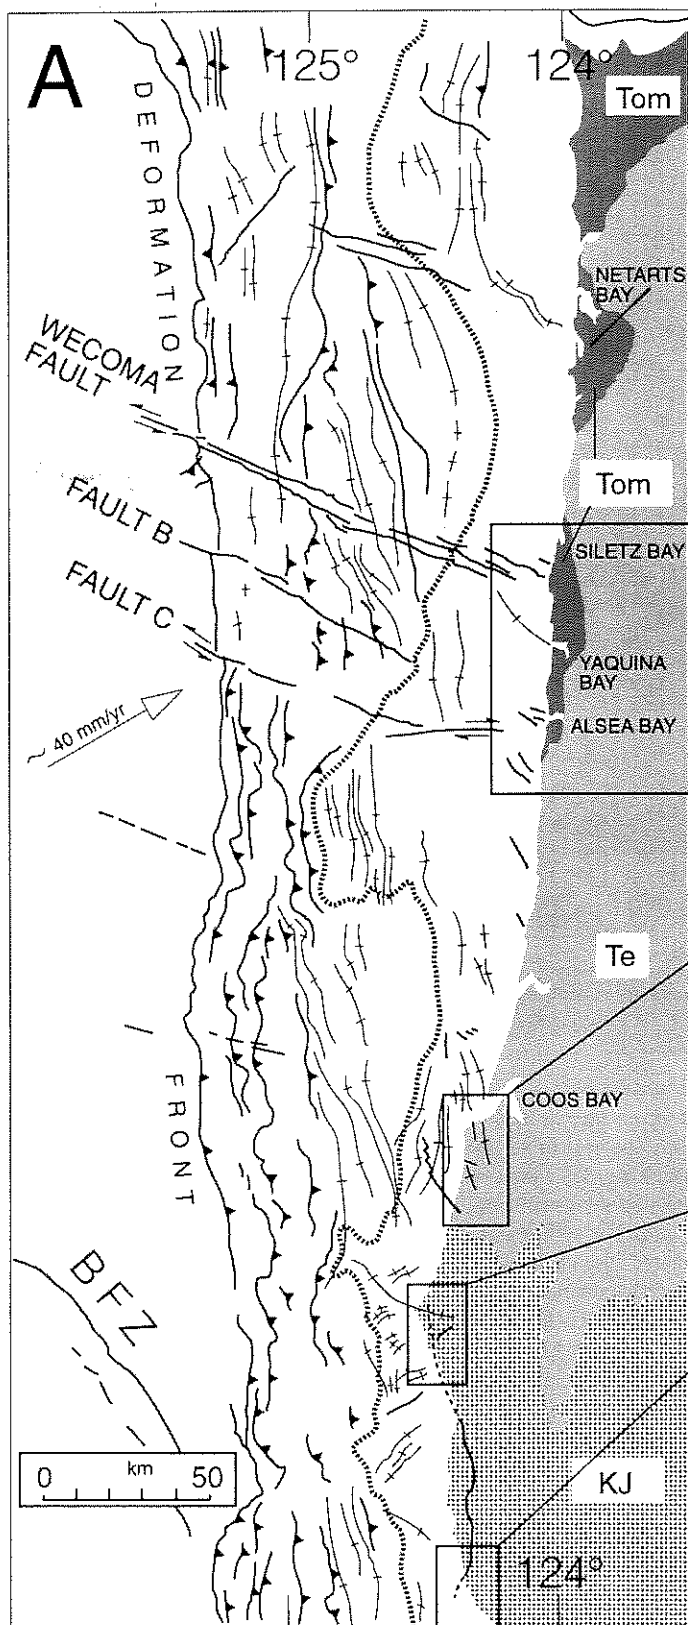 A
125°
124°
Tom
DEFORMATION
NETARTS
BAY
WECOMA
FAULT
Tom
FAULT B
SILETZ BAY
FAULT C
YAQUINA
BAY
ALSEA BAY
~ 40 mm/yr
Te
COOS BAY
FRONT
BFZ
0 km 50
KJ
124°